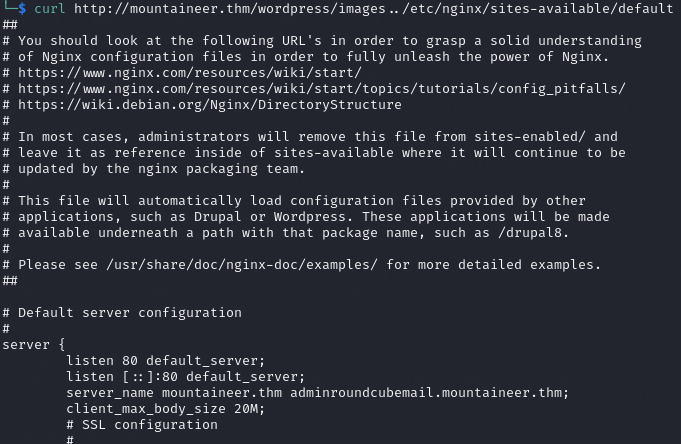 └─$ curl http://mountaineer.thm/wordpress/images../etc/nginx/sites-available/default
##
# You should look at the following URL's in order to grasp a solid understanding
# of Nginx configuration files in order to fully unleash the power of Nginx.
# https://www.nginx.com/resources/wiki/start/
# https://www.nginx.com/resources/wiki/start/topics/tutorials/config_pitfalls/
# https://wiki.debian.org/Nginx/DirectoryStructure
#
# In most cases, administrators will remove this file from sites-enabled/ and
# leave it as reference inside of sites-available where it will continue to be
# updated by the nginx packaging team.
#
# This file will automatically load configuration files provided by other
# applications, such as Drupal or Wordpress. These applications will be made
# available underneath a path with that package name, such as /drupal8.
#
# Please see /usr/share/doc/nginx-doc/examples/ for more detailed examples.
##

# Default server configuration
#
server {
        listen 80 default_server;
        listen [::]:80 default_server;
        server_name mountaineer.thm adminroundcubemail.mountaineer.thm;
        client_max_body_size 20M;
        # SSL configuration
        #